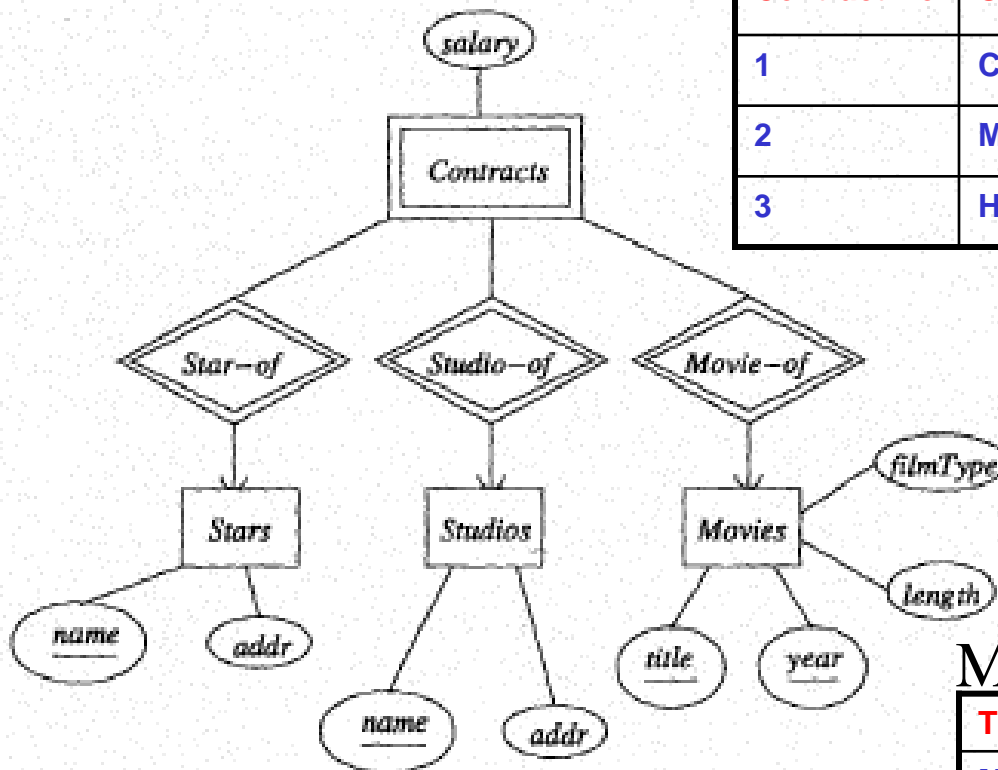 salary
1 C
2 M
3 H
Contracts
Star-of Studio-of Movie-of
filmType
Stars Studios Movies
length
name addr title year
M
T
name addr